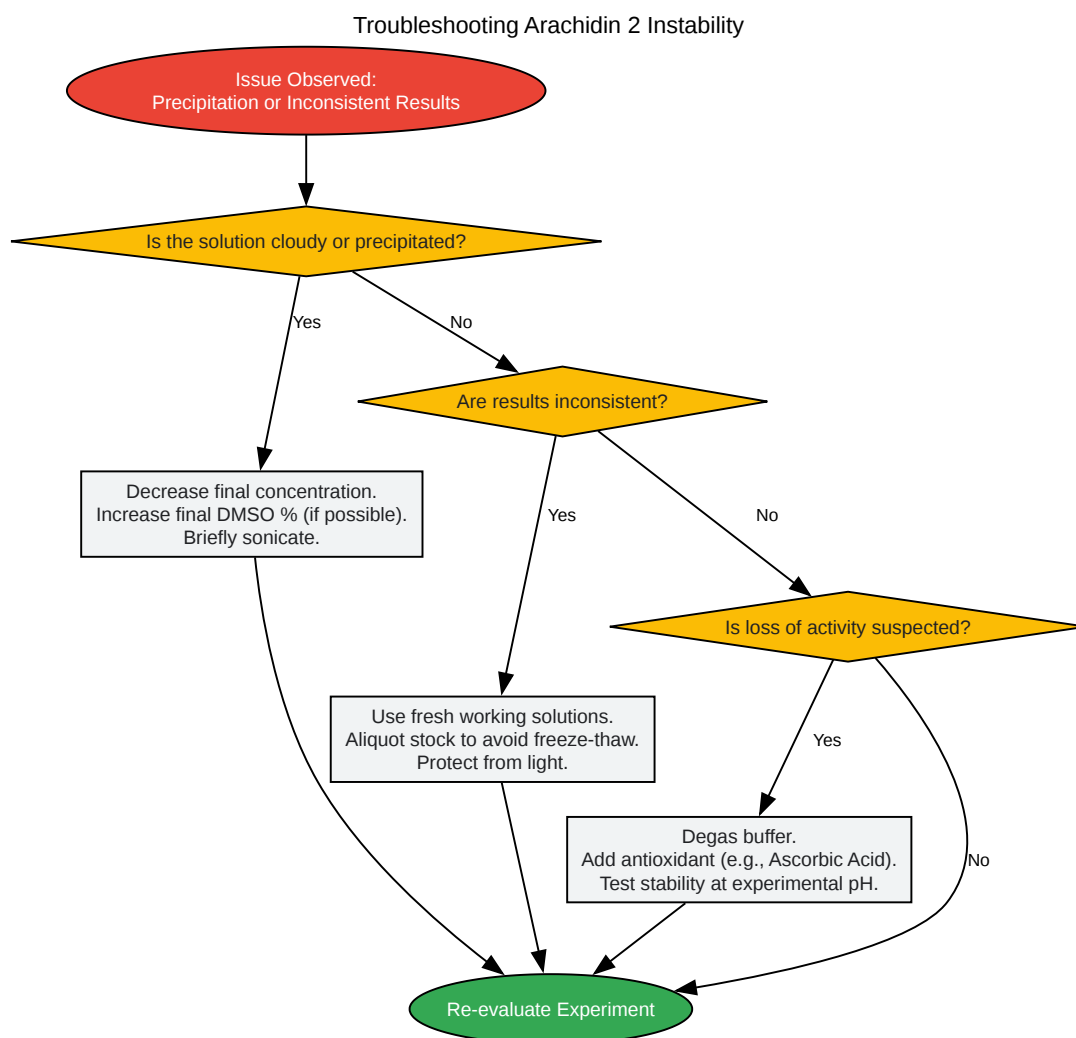 Troubleshooting Arachidin 2 Instability
Issue Observed:
Precipitation or Inconsistent Results
Is the solution cloudy or precipitated?
Yes
No
Are results inconsistent?
Decrease final concentration.
Increase final DMSO % (if possible).
Briefly sonicate.
Yes
No
Is loss of activity suspected?
Use fresh working solutions.
Aliquot stock to avoid freeze-thaw.
Protect from light.
Yes
Degas buffer.
Add antioxidant (e.g., Ascorbic Acid).
Test stability at experimental pH.
No
Re-evaluate Experiment